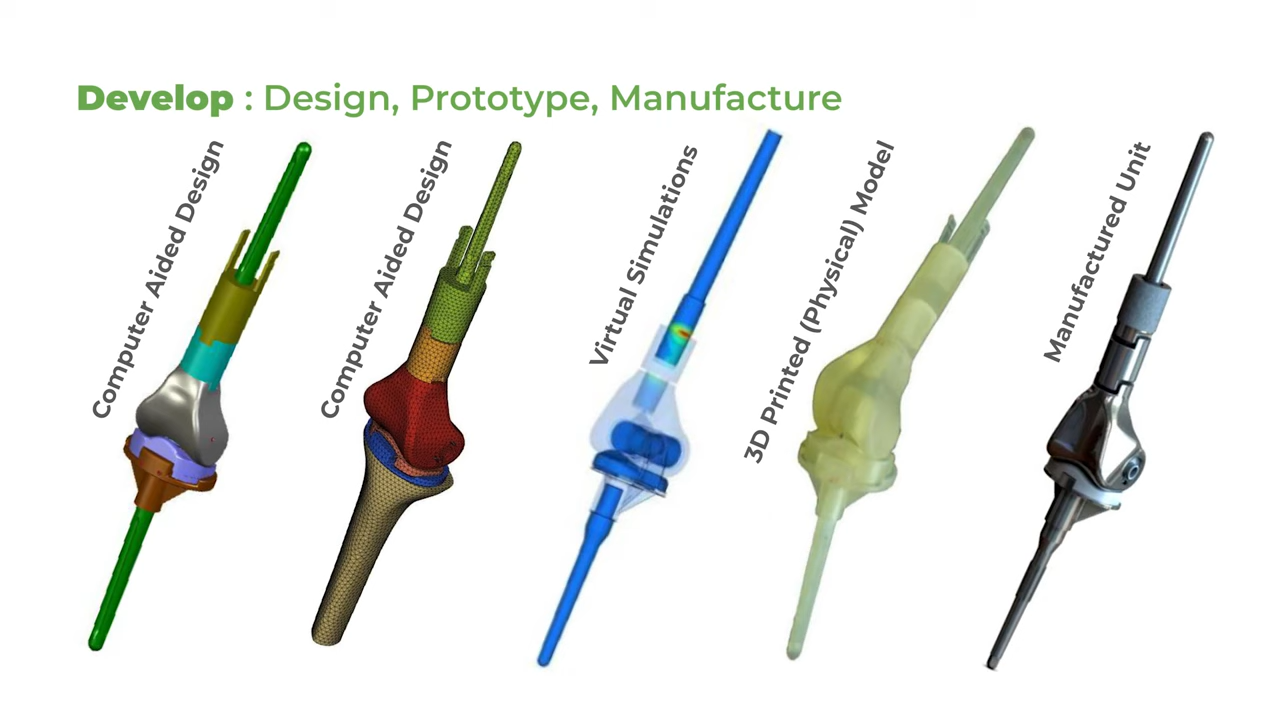 Develop : Design, Prototype, Manufacture
Computer Aided Design
Computer Aided Design
Virtual Simulations
3D Printed (Physical) Model
Manufactured Unit